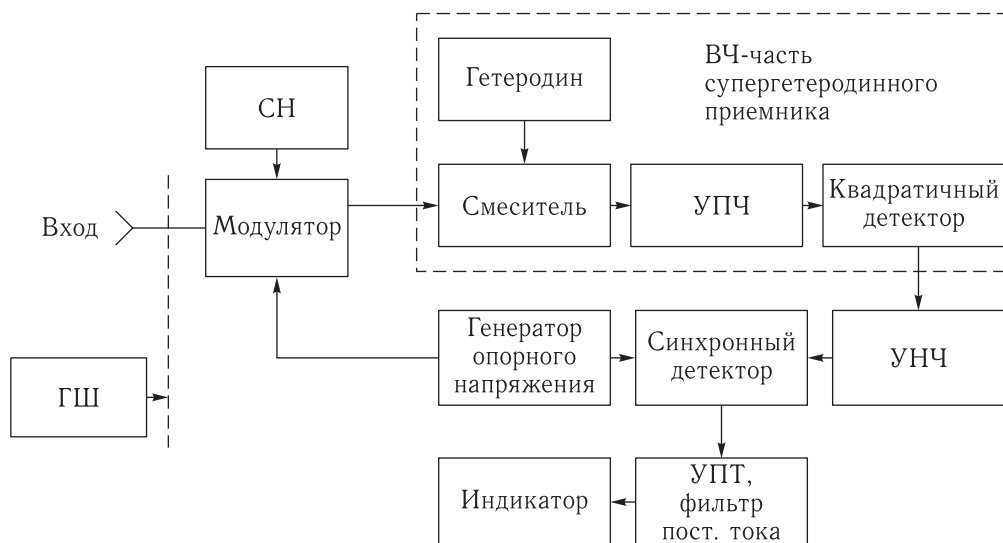 ВЧ-часть
супергетеродинного
приемника
Гетеродин
СН
Вход
Модулятор
Смеситель
УПЧ
Квадратичный
детектор
ГШ
Генератор
опорного
напряжения
Синхронный
детектор
УНЧ
Индикатор
УПТ,
фильтр
пост. тока